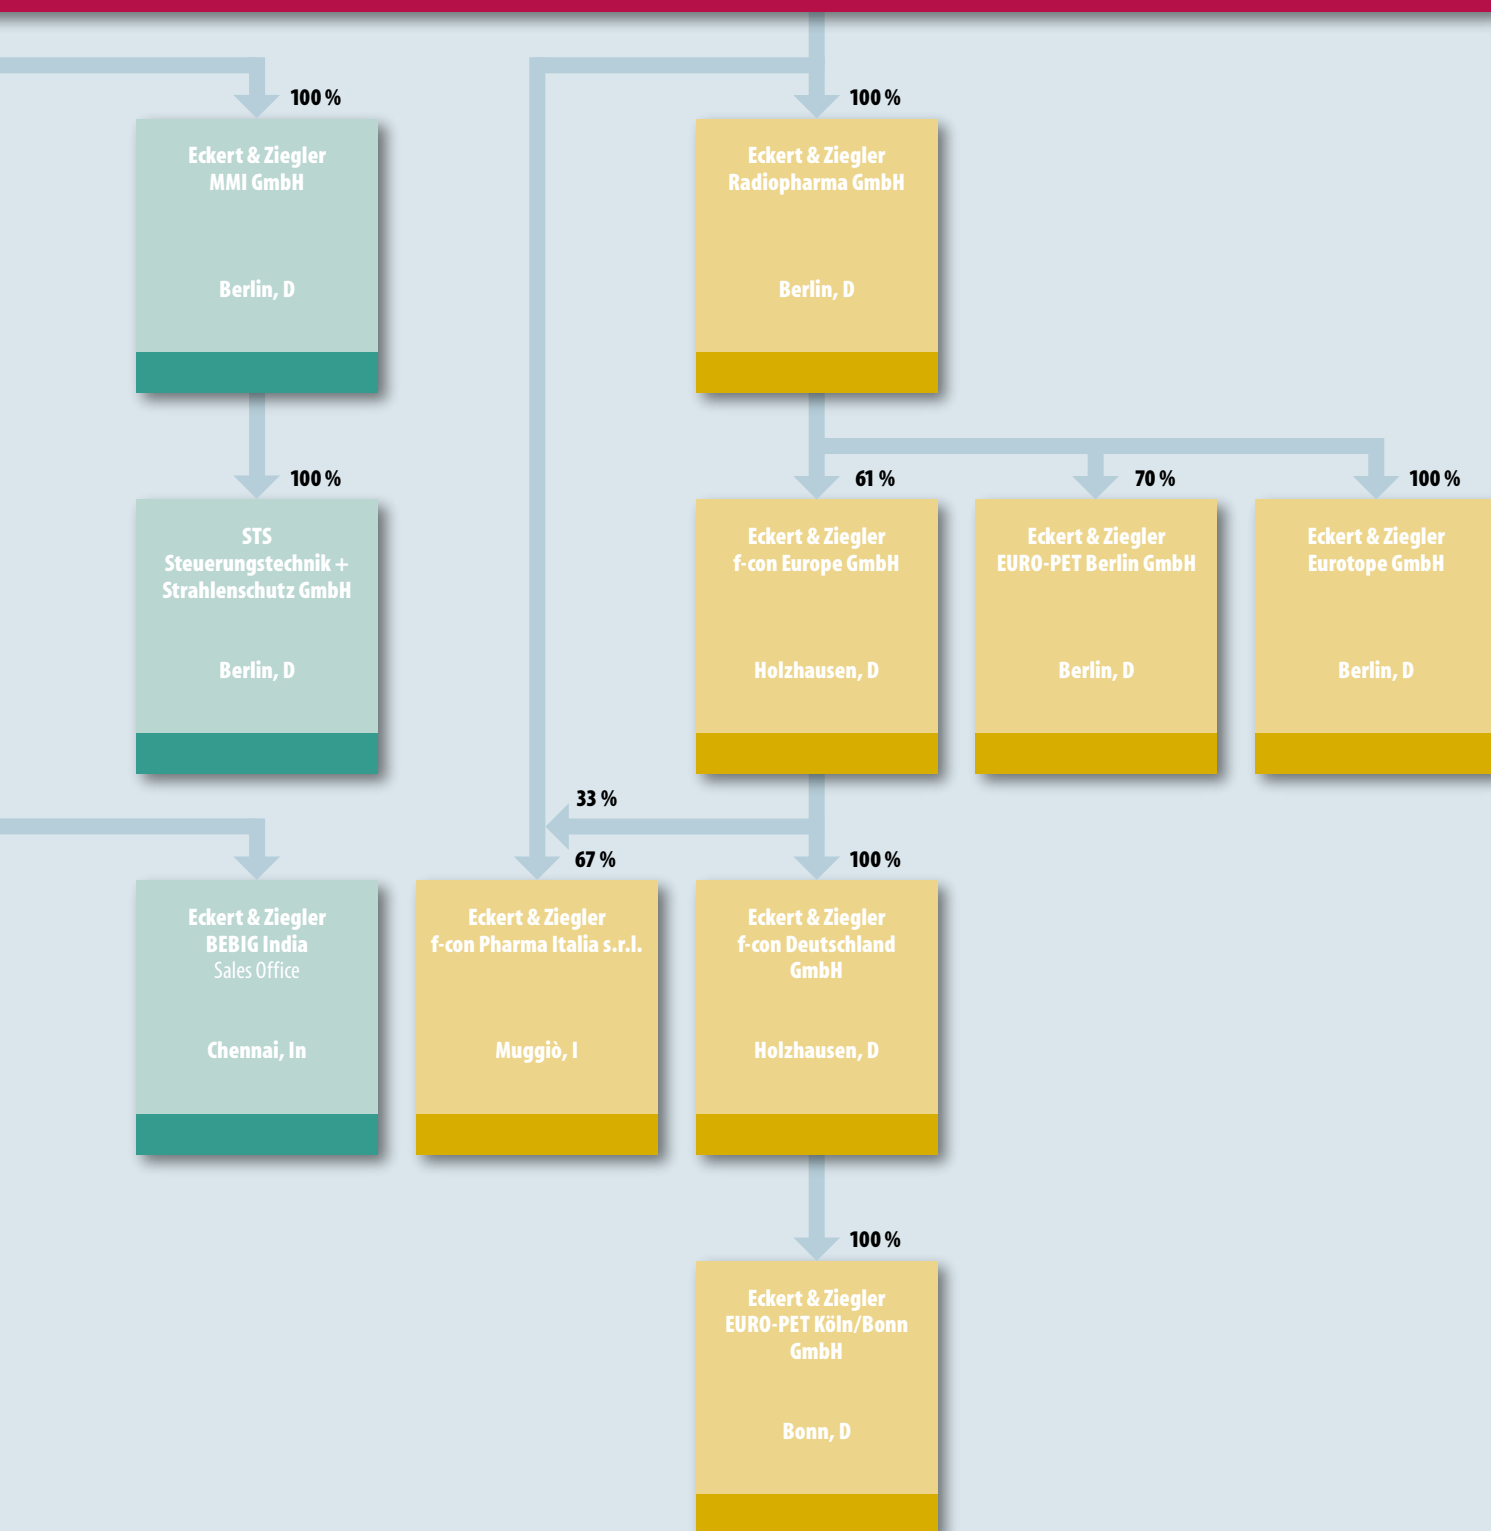 100 %
100 %
Eckert & Ziegler
MMI GmbH
Berlin, D
Eckert & Ziegler
Radiopharma GmbH
Berlin, D
100 %
61 %
70 %
100 %
STS
Steuerungstechnik +
Strahlenschutz GmbH
Berlin, D
Eckert & Ziegler
f-con Europe GmbH
Holzhausen, D
Eckert & Ziegler
EURO-PET Berlin GmbH
Berlin, D
Eckert & Ziegler
Eurotope GmbH
Berlin, D
33 %
67 %
100 %
Eckert & Ziegler
BEBIG India
Sales Office
Chennai, In
Eckert & Ziegler
f-con Pharma Italia s.r.l.
Muggiò, I
Eckert & Ziegler
f-con Deutschland
GmbH
Holzhausen, D
100 %
Eckert & Ziegler
EURO-PET Köln/Bonn
GmbH
Bonn, D